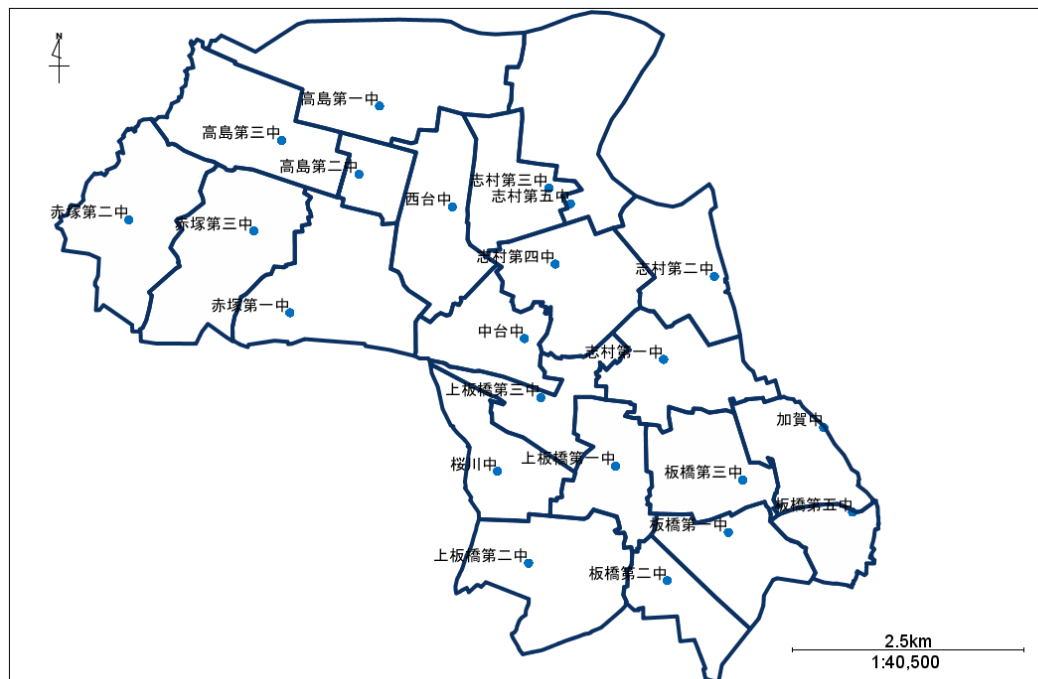 N
高島第一中
高島第三中
高島第二中
志村第三中
志村第五中
西台中
赤塚第二中
赤塚第三中
志村第四中
志村第二中
赤塚第一中
中台中
志村第一中
上板橋第三中
加賀中
桜川中
上板橋第一中
板橋第三中
板橋第五中
板橋第一中
上板橋第二中
板橋第二中
2.5km
1:40,500